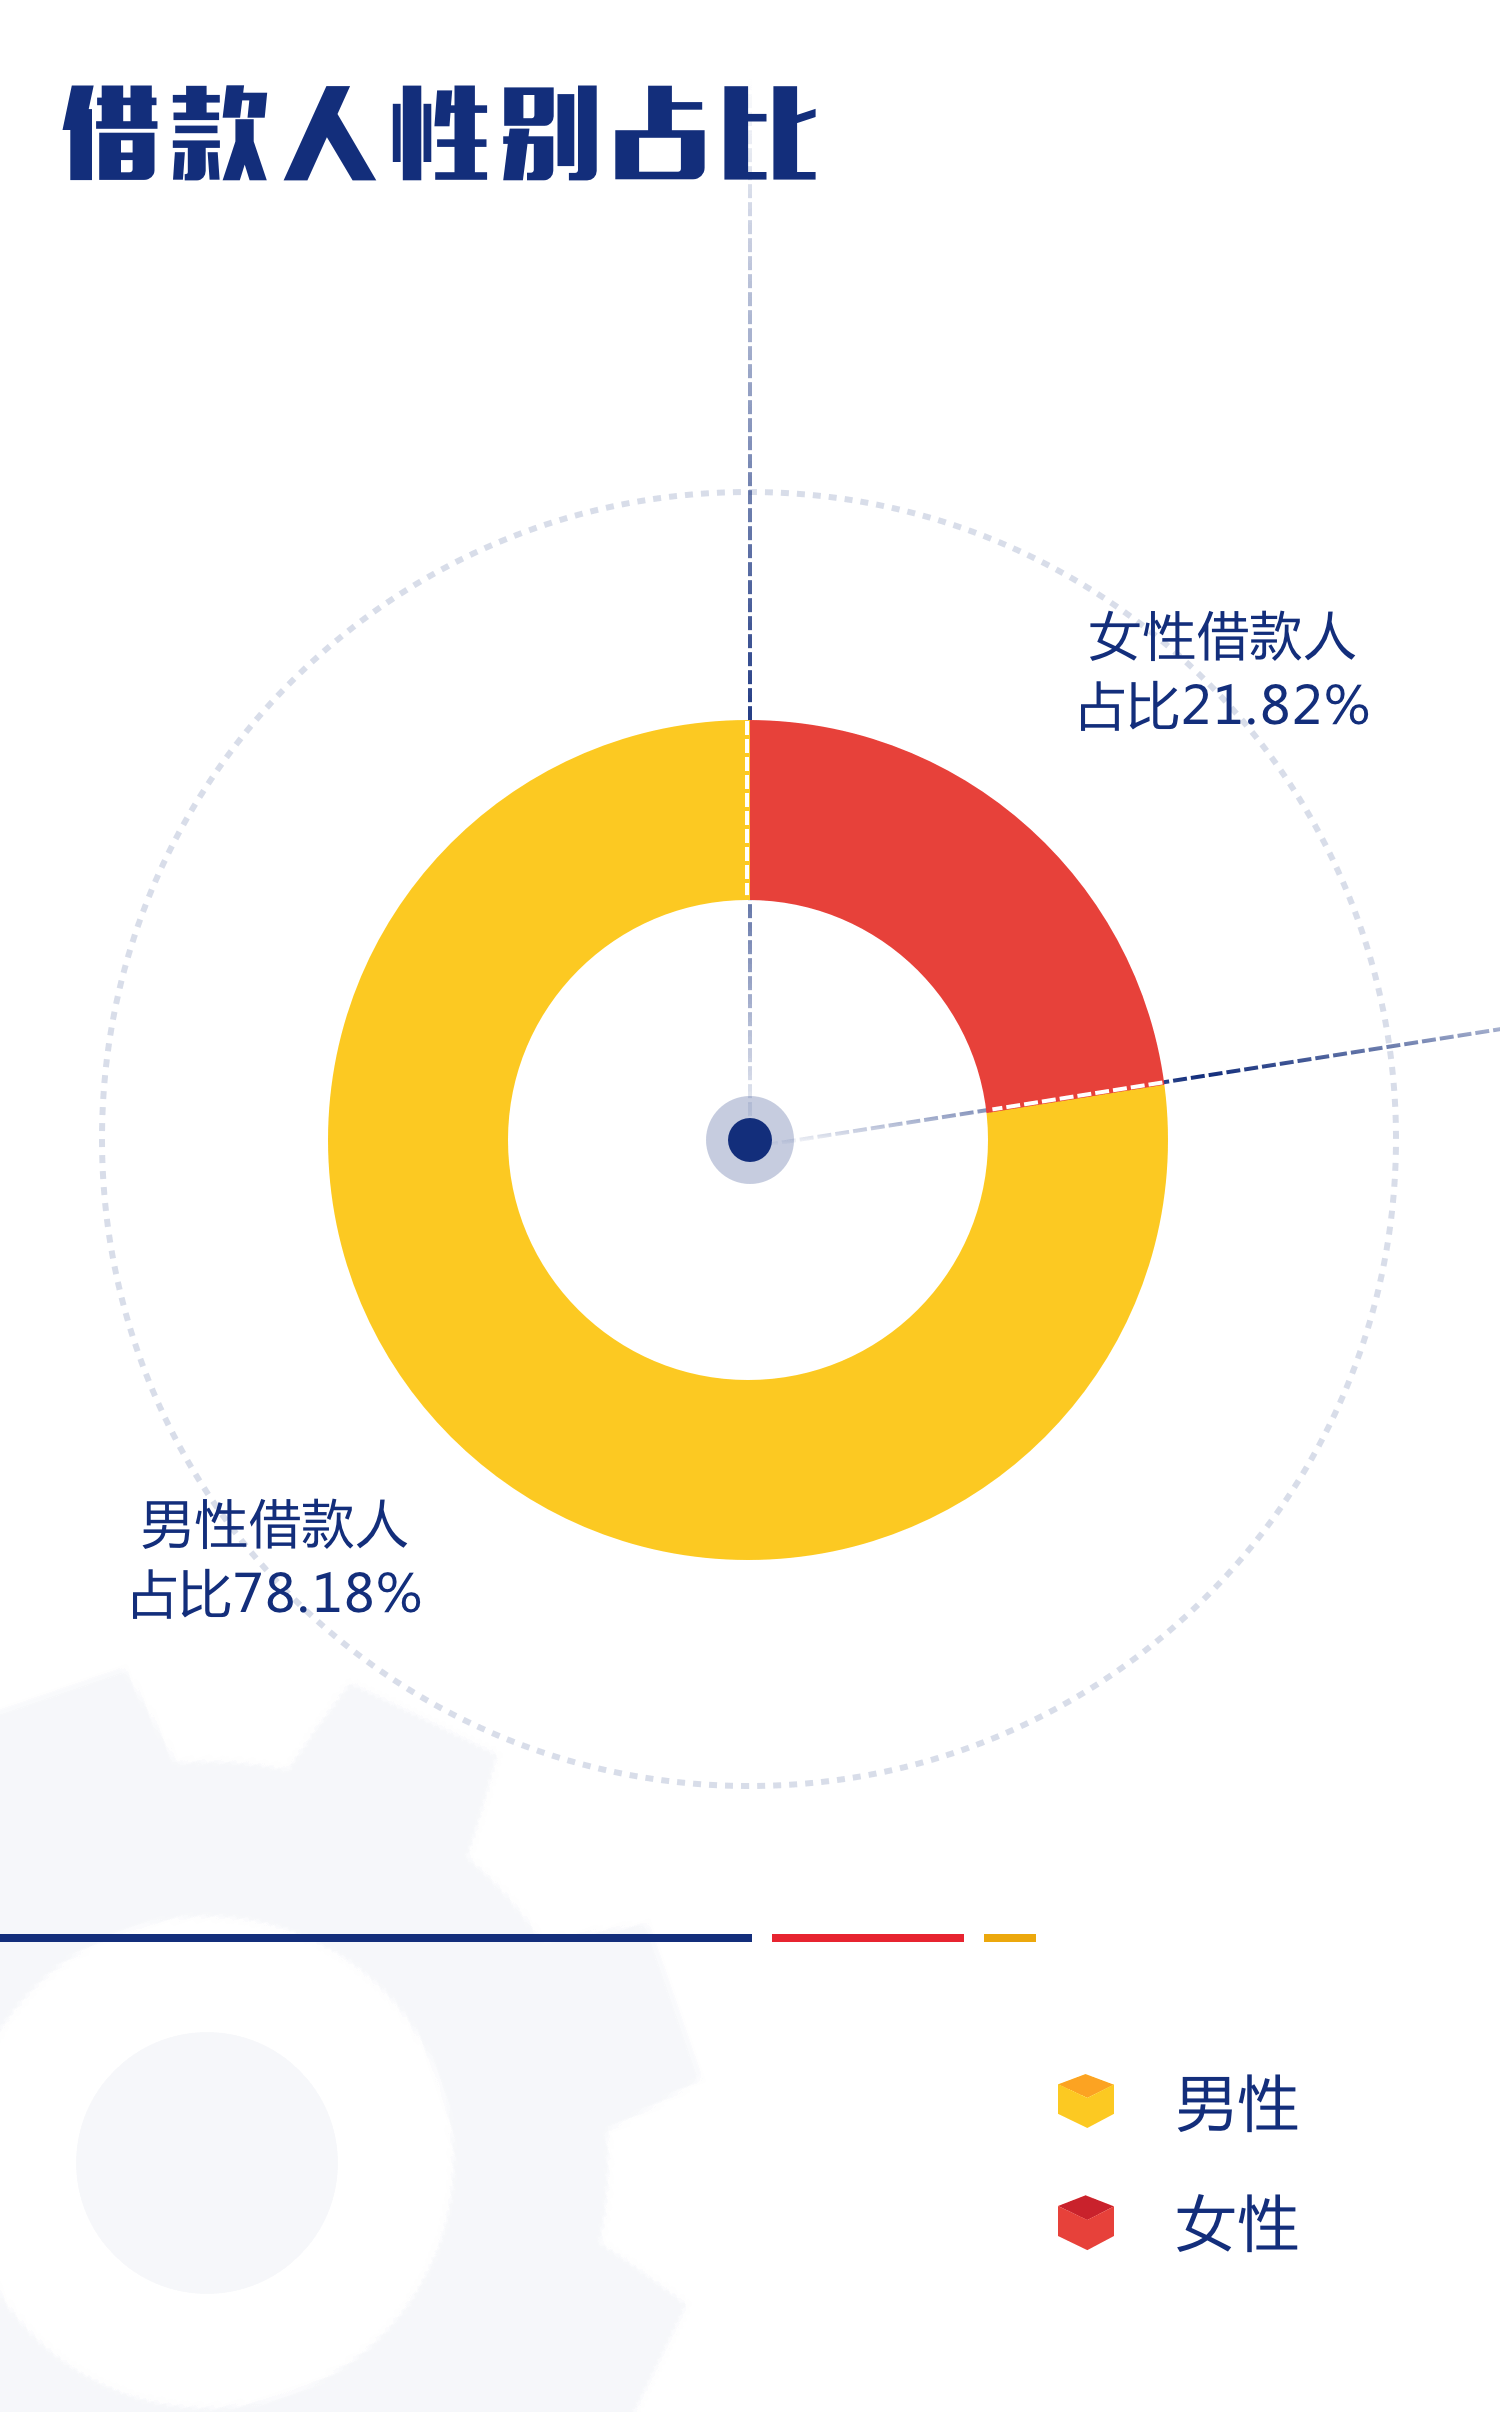 借款人性别占比
女性借款人
占比21.82%
男性借款人
占比78.18%
男性
女性